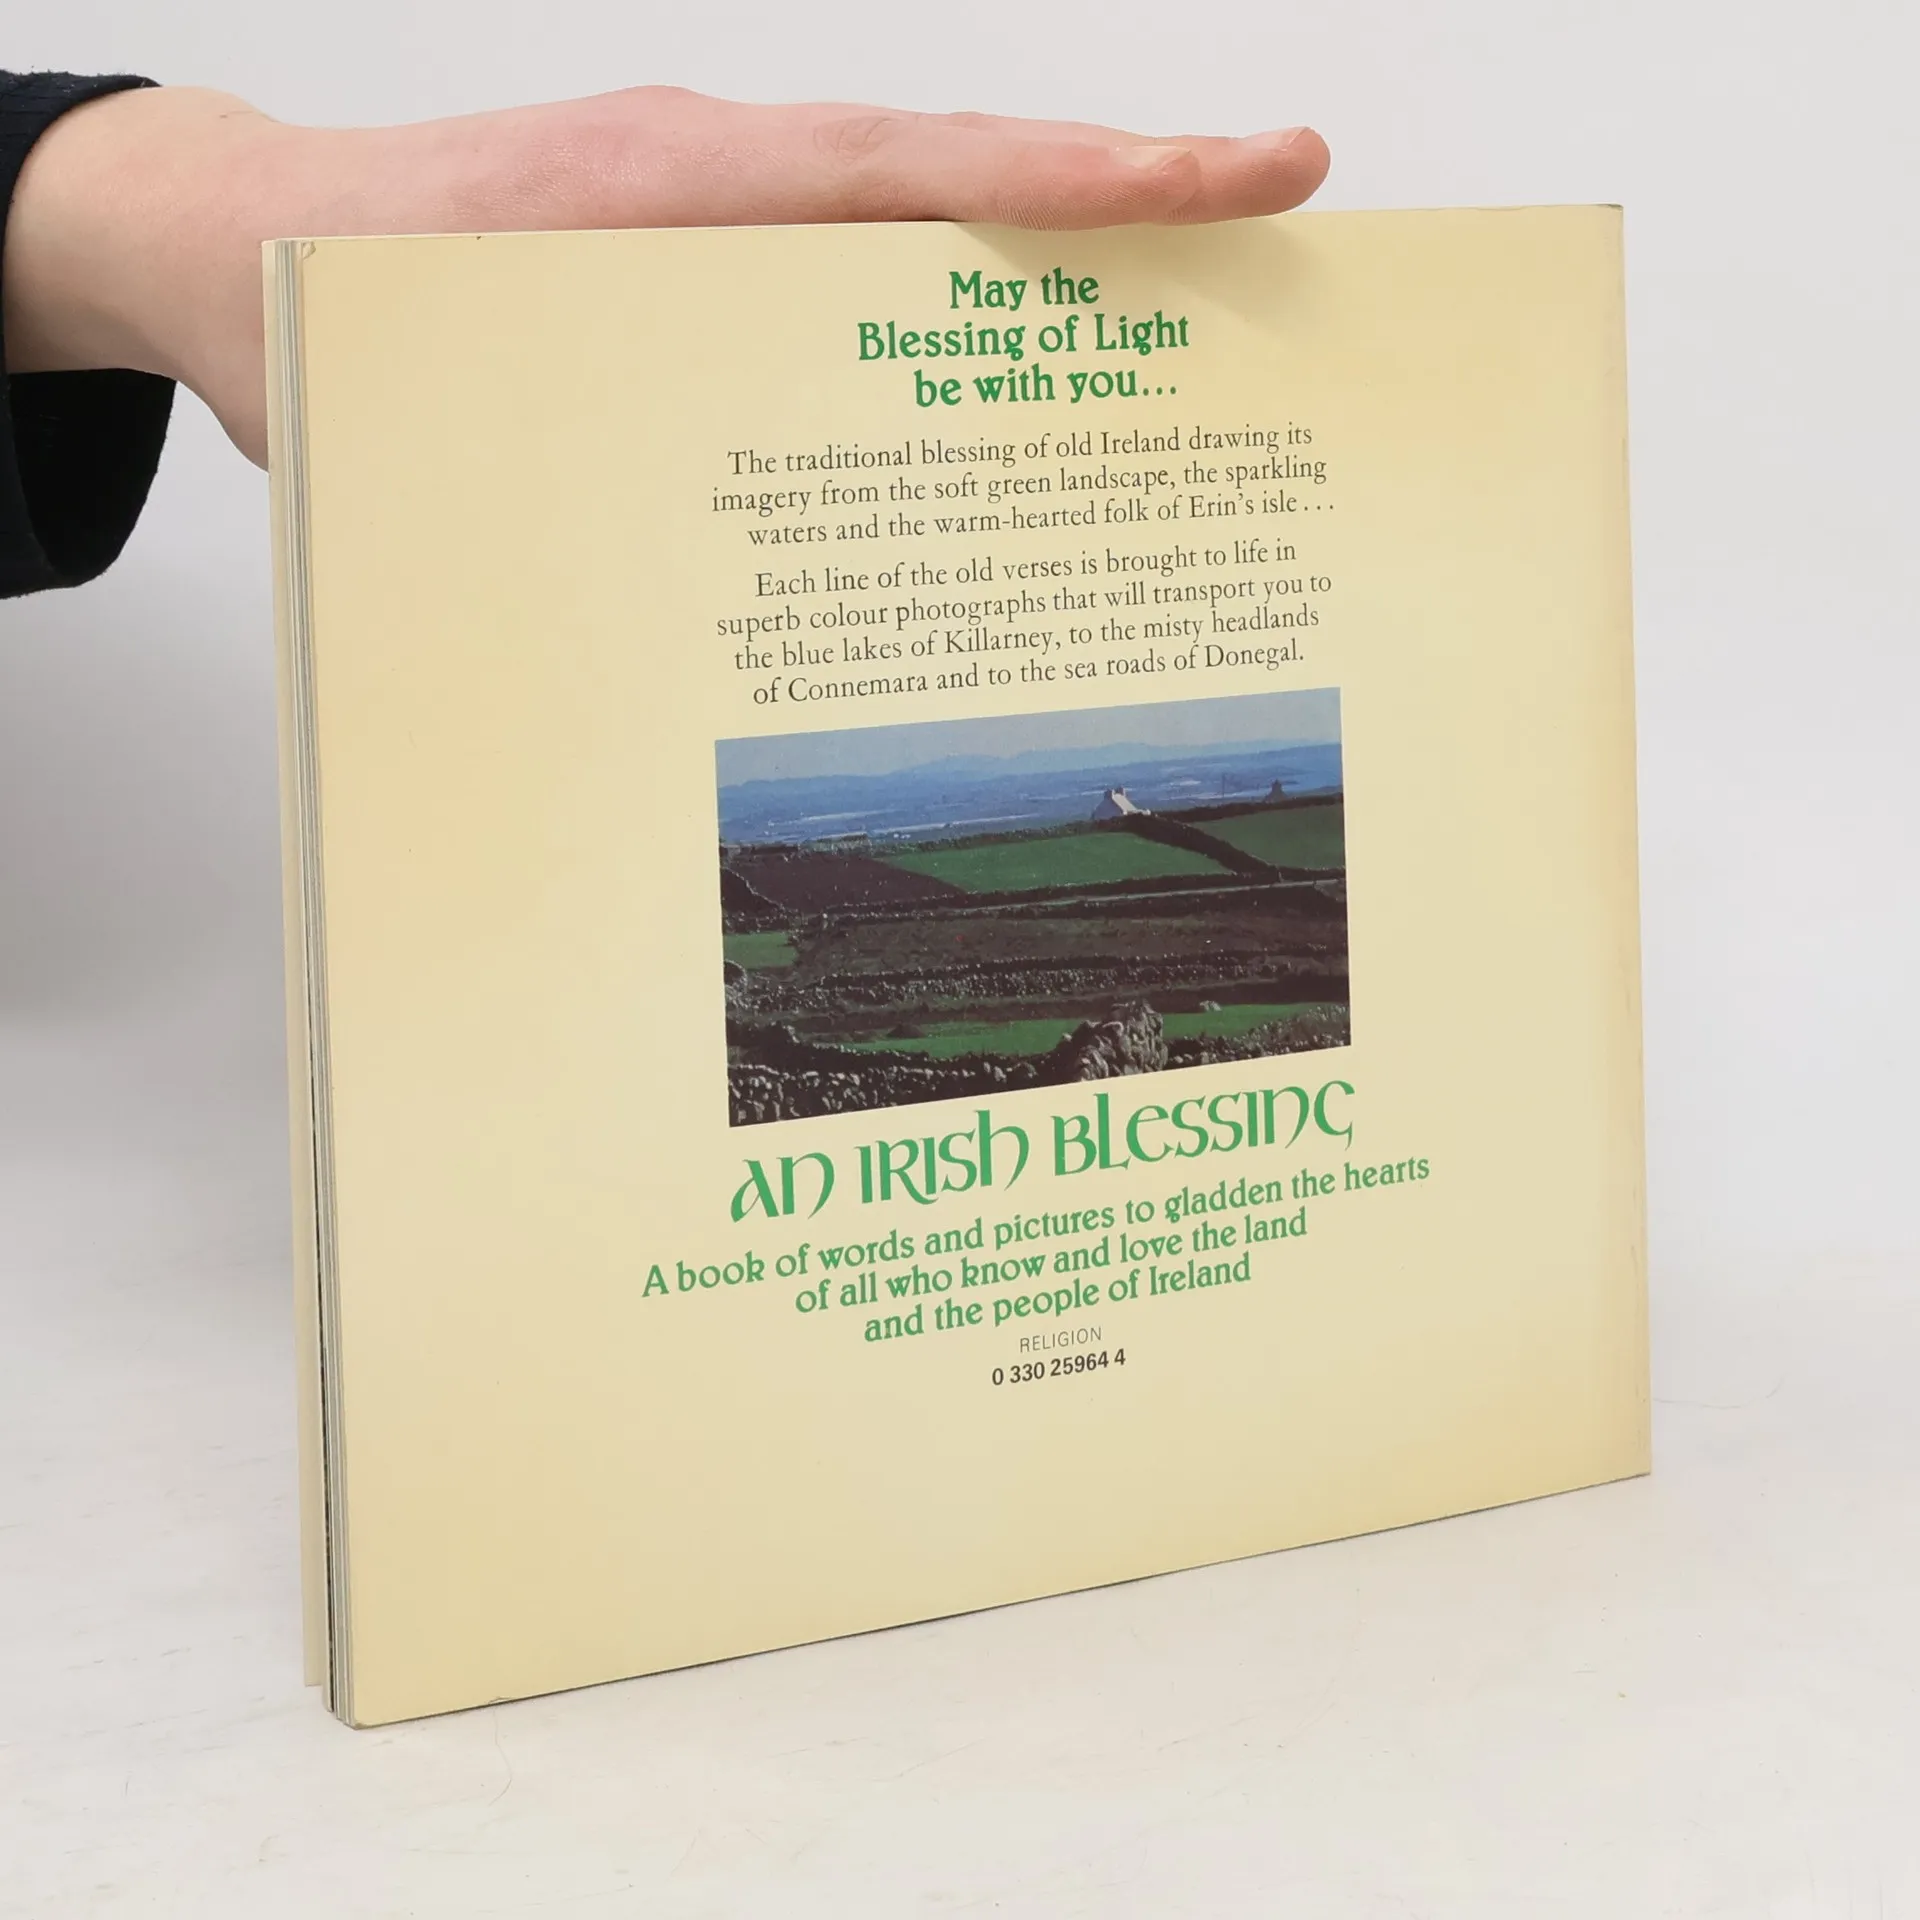 May the
Blessing of Light
be with you...
The traditional blessing of old Ireland drawing its
imagery from the soft green landscape, the sparkling
waters and the warm-hearted folk of Erin's isle...
Each line of the old verses is brought to life in
superb colour photographs that will transport you to
the blue lakes of Killarney, to the misty headlands
of Connemara and to the sea roads of Donegal.
AN IRISH BLESSING
A book of words and pictures to gladden the hearts
of all who know and love the land
and the people of Ireland
RELIGION
0 330 25964 4